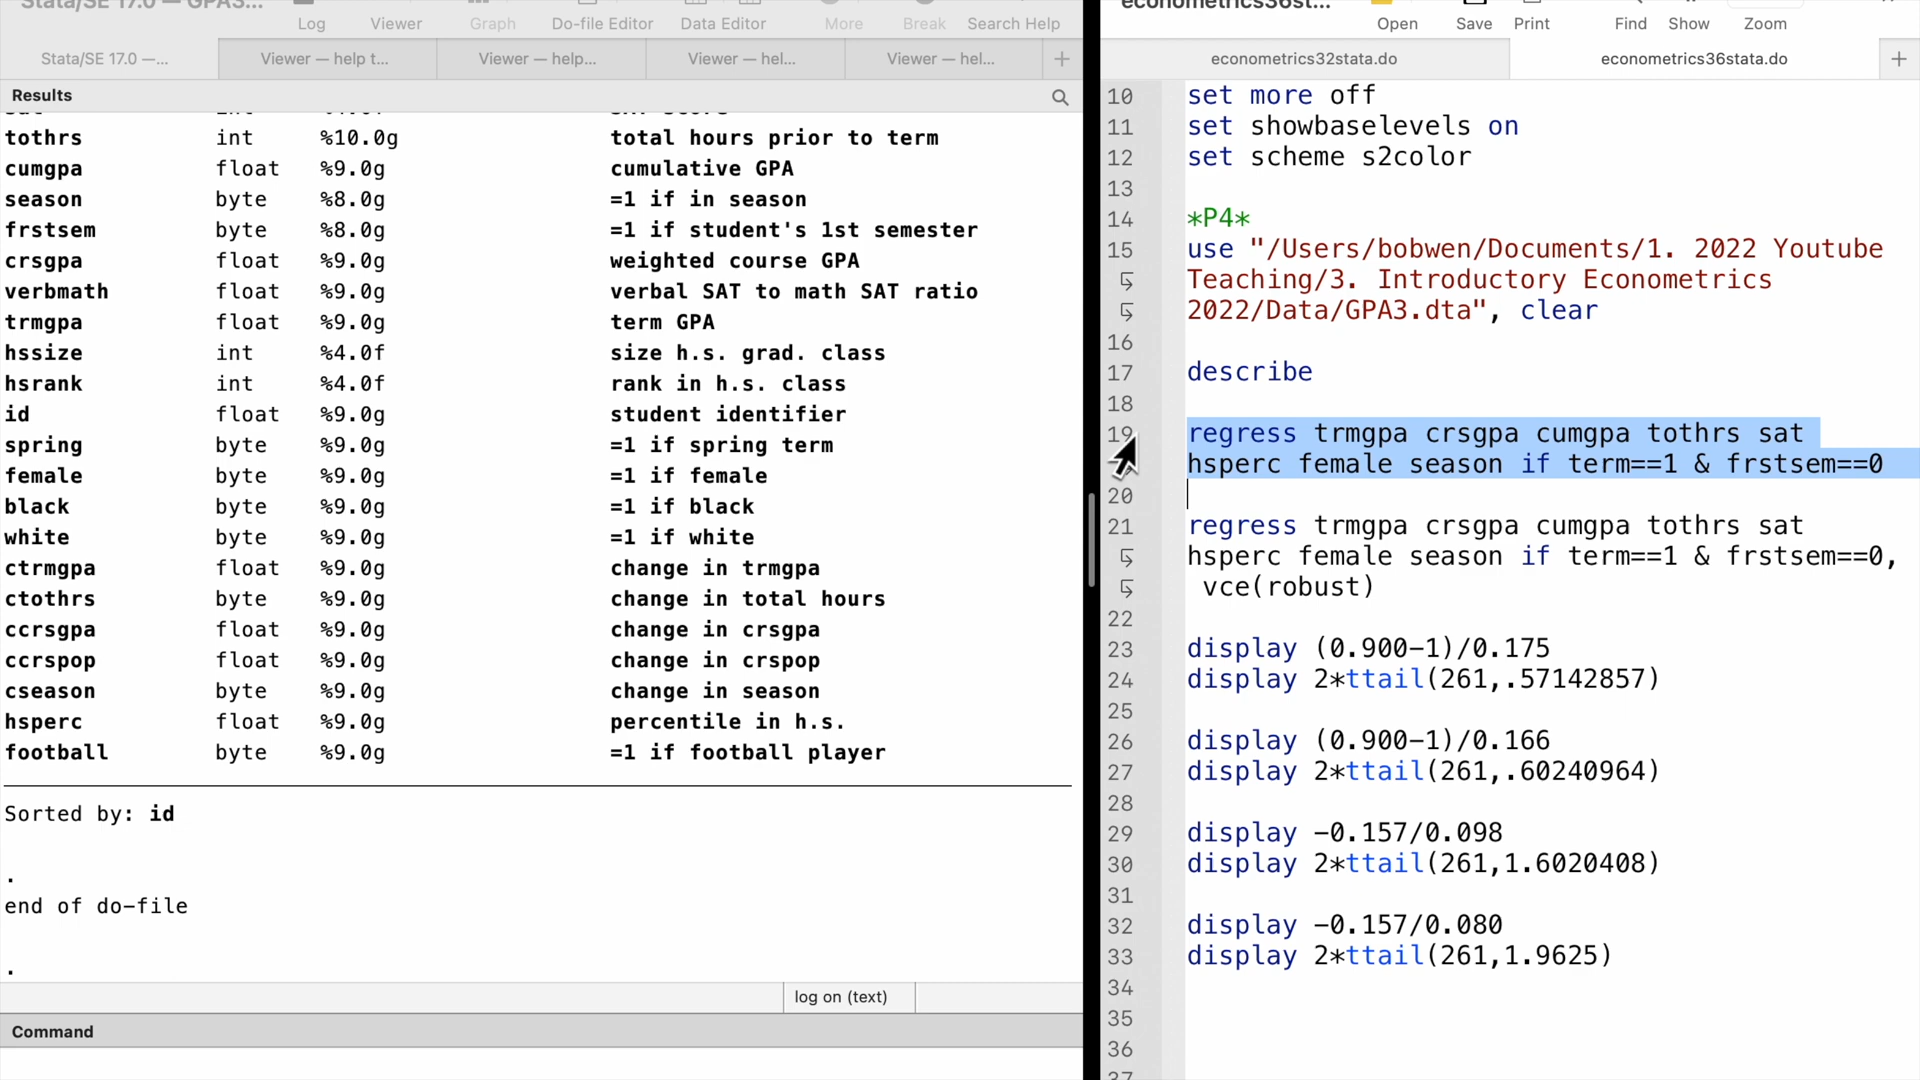 Stata/SE 17.0 — GPA3...
Log Viewer Graph Do-file Editor Data Editor More Break Search Help
Stata/SE 17.0 —... Viewer — help t... Viewer — help... Viewer — hel... Viewer — hel... +
Results
tothrs int %10.0g total hours prior to term
cumgpa float %9.0g cumulative GPA
season byte %8.0g =1 if in season
frstsem byte %8.0g =1 if student's 1st semester
crsgpa float %9.0g weighted course GPA
verbmath float %9.0g verbal SAT to math SAT ratio
trmgpa float %9.0g term GPA
hssize int %4.0f size h.s. grad. class
hsrank int %4.0f rank in h.s. class
id float %9.0g student identifier
spring byte %9.0g =1 if spring term
female byte %9.0g =1 if female
black byte %9.0g =1 if black
white byte %9.0g =1 if white
ctrmgpa float %9.0g change in trmgpa
ctothrs byte %9.0g change in total hours
ccrsgpa float %9.0g change in crsgpa
ccrspop float %9.0g change in crspop
cseason byte %9.0g change in season
hsperc float %9.0g percentile in h.s.
football byte %9.0g =1 if football player
Sorted by: id
.
end of do-file
.
log on (text)
Command
econometrics36st...
Open Save Print Find Show Zoom
econometrics32stata.do econometrics36stata.do +
10 set more off
11 set showbaselevels on
12 set scheme s2color
13
14 *P4*
15 use "/Users/bobwen/Documents/1. 2022 Youtube
Teaching/3. Introductory Econometrics
2022/Data/GPA3.dta", clear
16
17 describe
18
19 regress trmgpa crsgpa cumgpa tothrs sat
hsperc female season if term==1 & frstsem==0
20
21 regress trmgpa crsgpa cumgpa tothrs sat
hsperc female season if term==1 & frstsem==0,
vce(robust)
22
23 display (0.900-1)/0.175
24 display 2*ttail(261,.57142857)
25
26 display (0.900-1)/0.166
27 display 2*ttail(261,.60240964)
28
29 display -0.157/0.098
30 display 2*ttail(261,1.6020408)
31
32 display -0.157/0.080
33 display 2*ttail(261,1.9625)
34
35
36
37